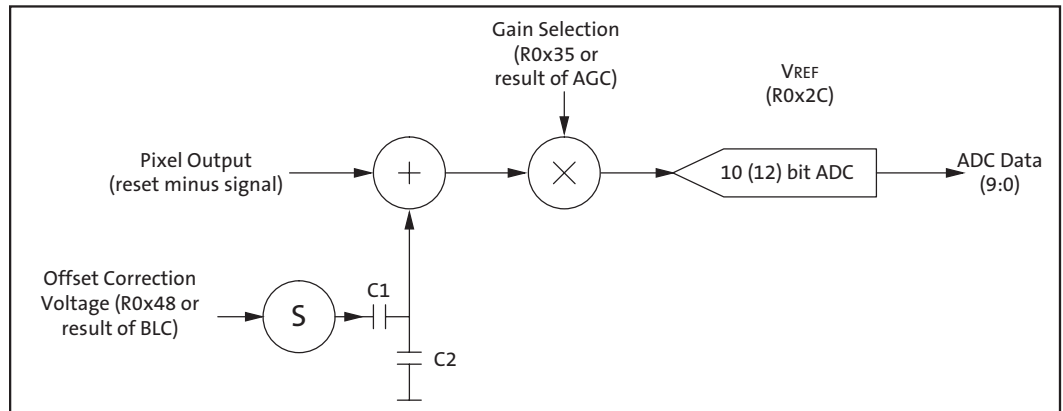 Gain Selection
(R0x35 or
result of AGC)
VREF
(R0x2C)
Pixel Output
(reset minus signal)
+
×
10 (12) bit ADC
ADC Data
(9:0)
Offset Correction
Voltage (R0x48 or
result of BLC)
S
C1
C2